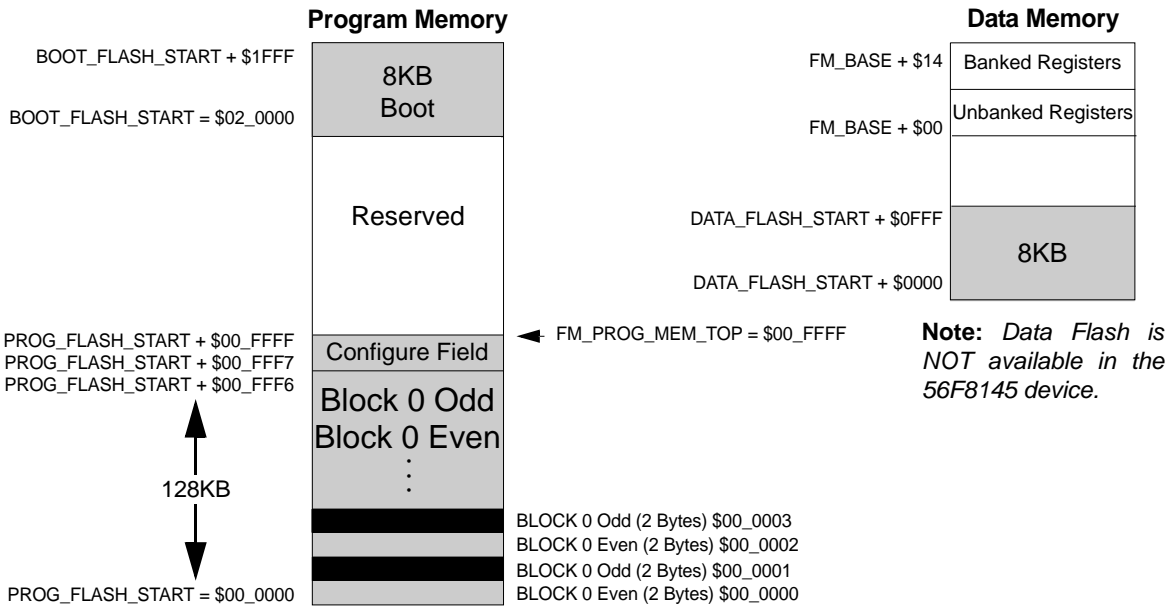 Program Memory
BOOT_FLASH_START + $1FFF
8KB
Boot
BOOT_FLASH_START = $02_0000
Reserved
PROG_FLASH_START + $00_FFFF
PROG_FLASH_START + $00_FFF7
PROG_FLASH_START + $00_FFF6
Configure Field
FM_PROG_MEM_TOP = $00_FFFF
Block 0 Odd
Block 0 Even
128KB
BLOCK 0 Odd (2 Bytes) $00_0003
BLOCK 0 Even (2 Bytes) $00_0002
BLOCK 0 Odd (2 Bytes) $00_0001
BLOCK 0 Even (2 Bytes) $00_0000
PROG_FLASH_START = $00_0000
Data Memory
FM_BASE + $14
Banked Registers
Unbanked Registers
FM_BASE + $00
DATA_FLASH_START + $0FFF
8KB
DATA_FLASH_START + $0000
Note: Data Flash is
NOT available in the
56F8145 device.